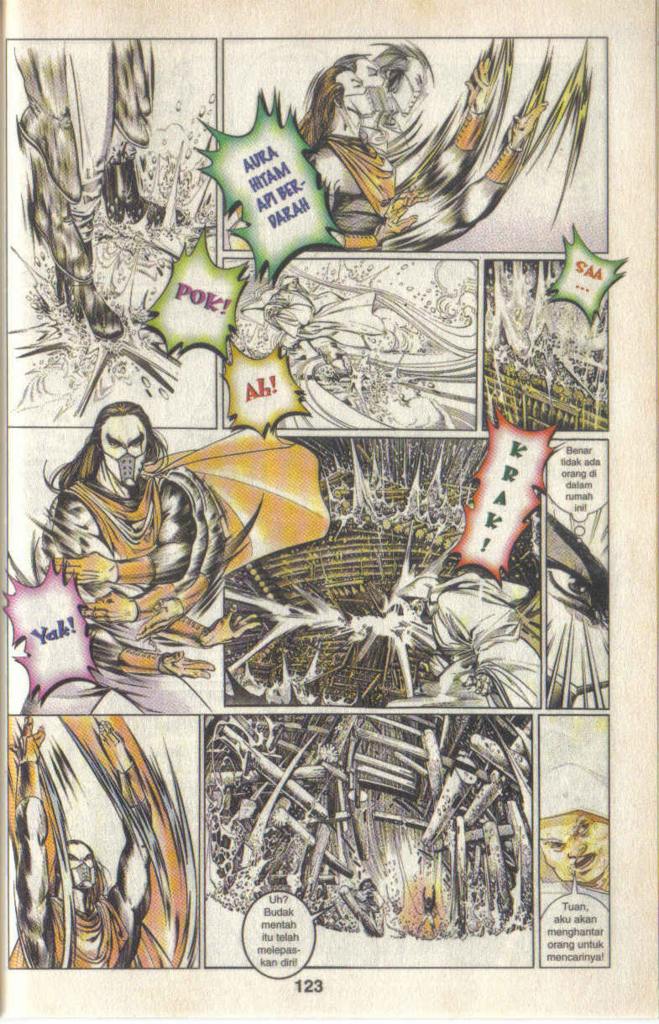 AURA
HITAM
API BER-
DARAH
POK!
Ah!
SAA
...
Yak!
KRAK!
Benar
tidak ada
orang di
dalam
rumah
ini!
Uh?
Budak
mentah
itu telah
melepas-
kan diri!
Tuan,
aku akan
menghantar
orang untuk
mencarinya!
123